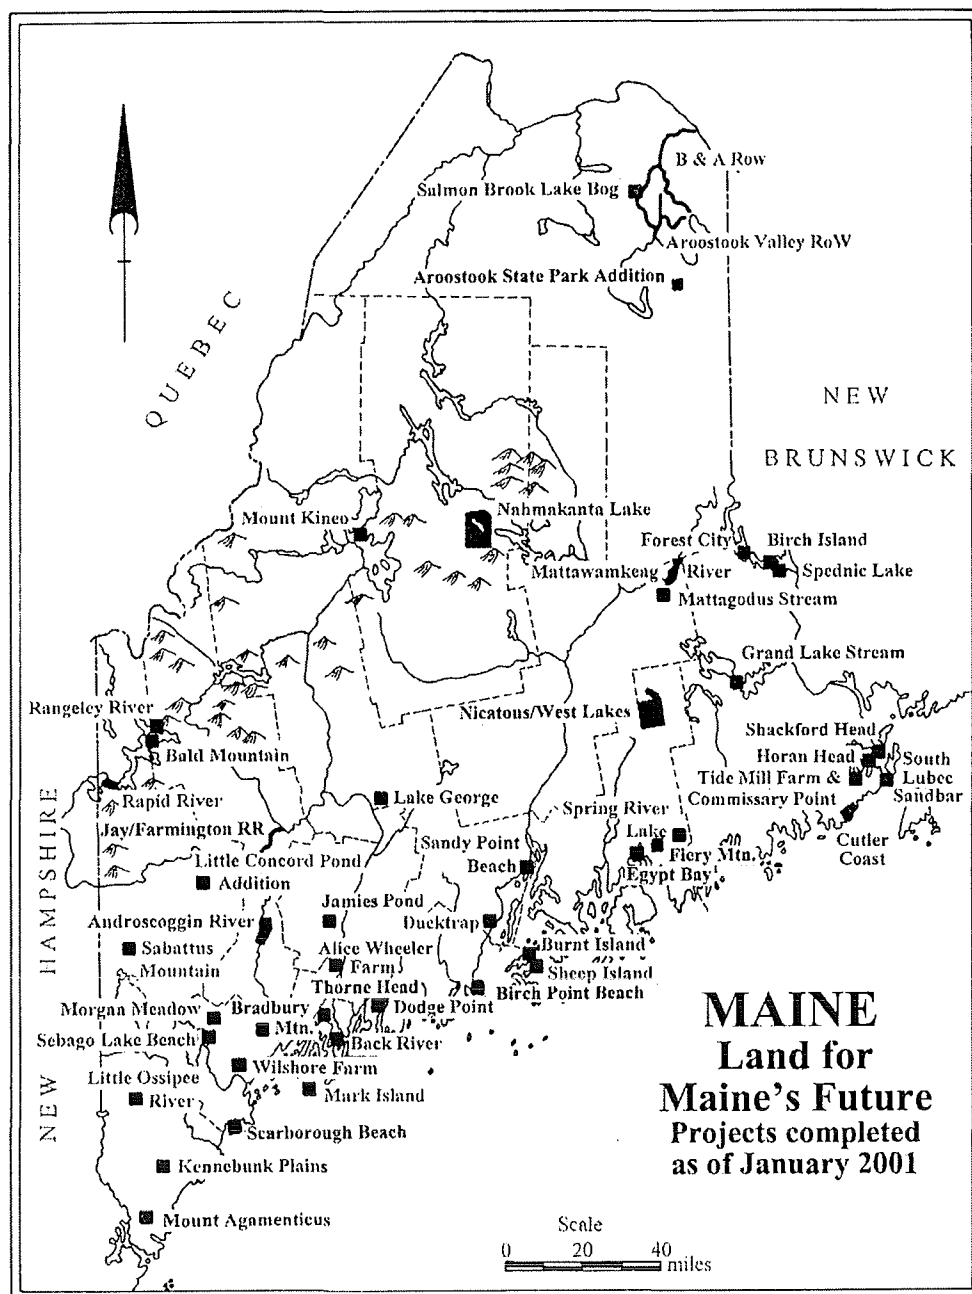 B & A Row
Salmon Brook Lake Bog
Aroostook Valley RoW
Aroostook State Park Addition
QUEBEC
NEW
BRUNSWICK
Mount Kineo
Nahmakanta Lake
Forest City
Birch Island
Mattawamkeag
River
Spednic Lake
Mattagodus Stream
Grand Lake Stream
Rangeley River
Nicatous/West Lakes
Bald Mountain
Shackford Head
Horan Head
South
Lubec
Sandbar
Tide Mill Farm &
Commissary Point
Rapid River
Lake George
Spring River
Lake
Cutler
Coast
Jay/Farmington RR
Sandy Point
Beach
Fiery Mtn.
Little Concord Pond
Addition
Egypt Bay
NEW HAMPSHIRE
Androscoggin River
Jamies Pond
Ducktrap
Sabattus
Mountain
Alice Wheeler
Farm
Burnt Island
Sheep Island
Thorne Head
Birch Point Beach
Morgan Meadow
Bradbury
Mtn.
Dodge Point
Sebago Lake Beach
Back River
Wilshore Farm
Little Ossipee
River
Mark Island
Scarborough Beach
Kennebunk Plains
Mount Agamenticus
MAINE
Land for
Maine's Future
Projects completed
as of January 2001
Scale
0 20 40
miles